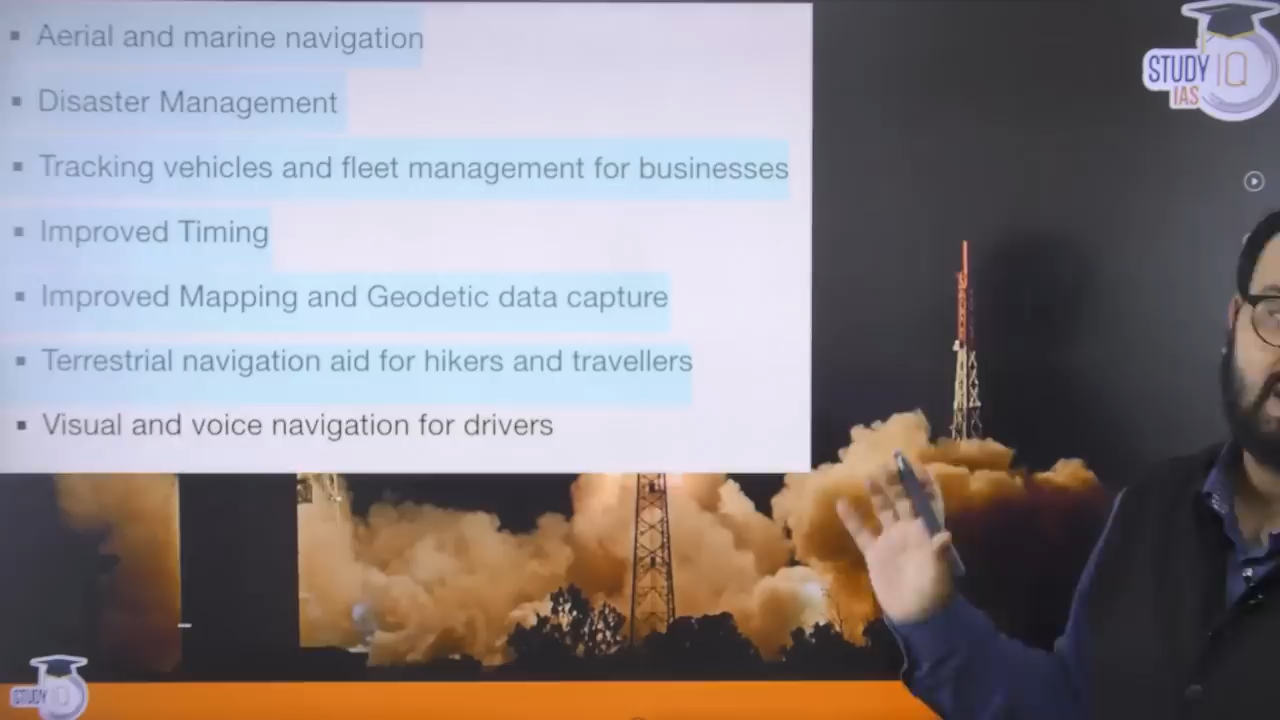 ▪ Aerial and marine navigation
▪ Disaster Management
▪ Tracking vehicles and fleet management for businesses
▪ Improved Timing
▪ Improved Mapping and Geodetic data capture
▪ Terrestrial navigation aid for hikers and travellers
▪ Visual and voice navigation for drivers
STUDY IQ
IAS
STUDY IQ